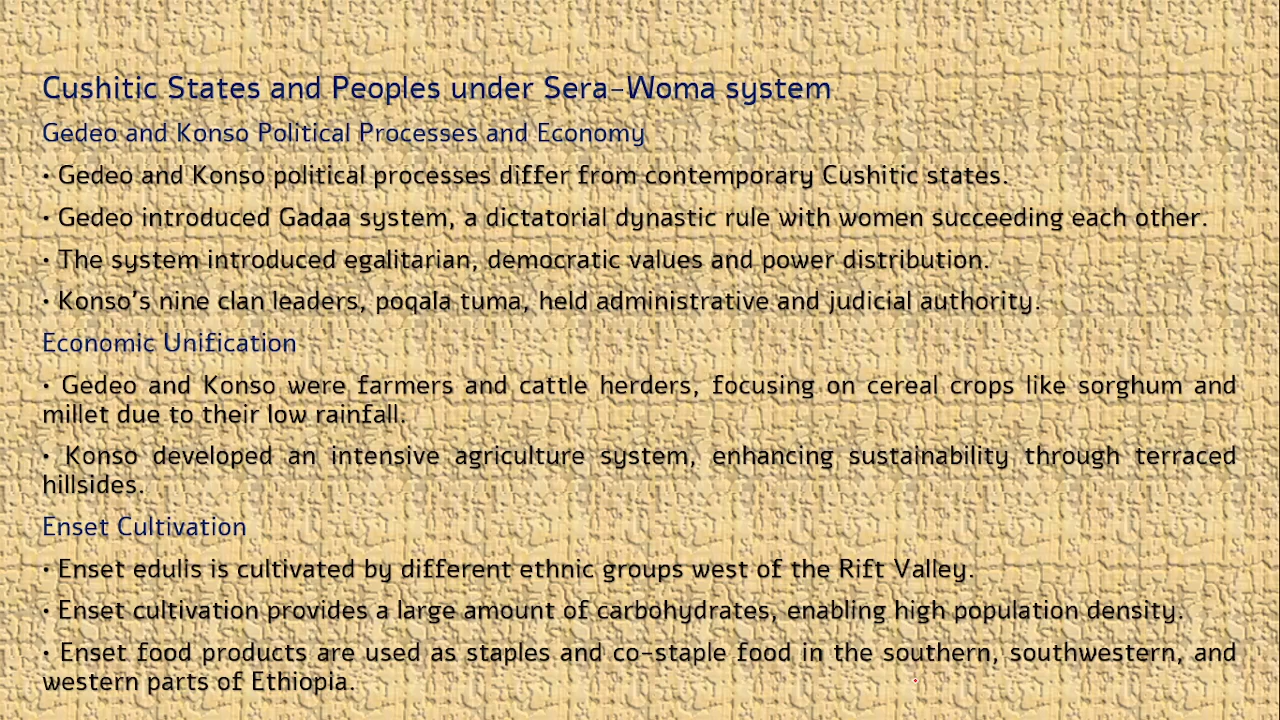 Cushitic States and Peoples under Sera-Woma system
Gedeo and Konso Political Processes and Economy
• Gedeo and Konso political processes differ from contemporary Cushitic states.
• Gedeo introduced Gadaa system, a dictatorial dynastic rule with women succeeding each other.
• The system introduced egalitarian, democratic values and power distribution.
• Konso's nine clan leaders, poqala tuma, held administrative and judicial authority.
Economic Unification
• Gedeo and Konso were farmers and cattle herders, focusing on cereal crops like sorghum and
millet due to their low rainfall.
• Konso developed an intensive agriculture system, enhancing sustainability through terraced
hillsides.
Enset Cultivation
• Enset edulis is cultivated by different ethnic groups west of the Rift Valley.
• Enset cultivation provides a large amount of carbohydrates, enabling high population density.
• Enset food products are used as staples and co-staple food in the southern, southwestern, and
western parts of Ethiopia.